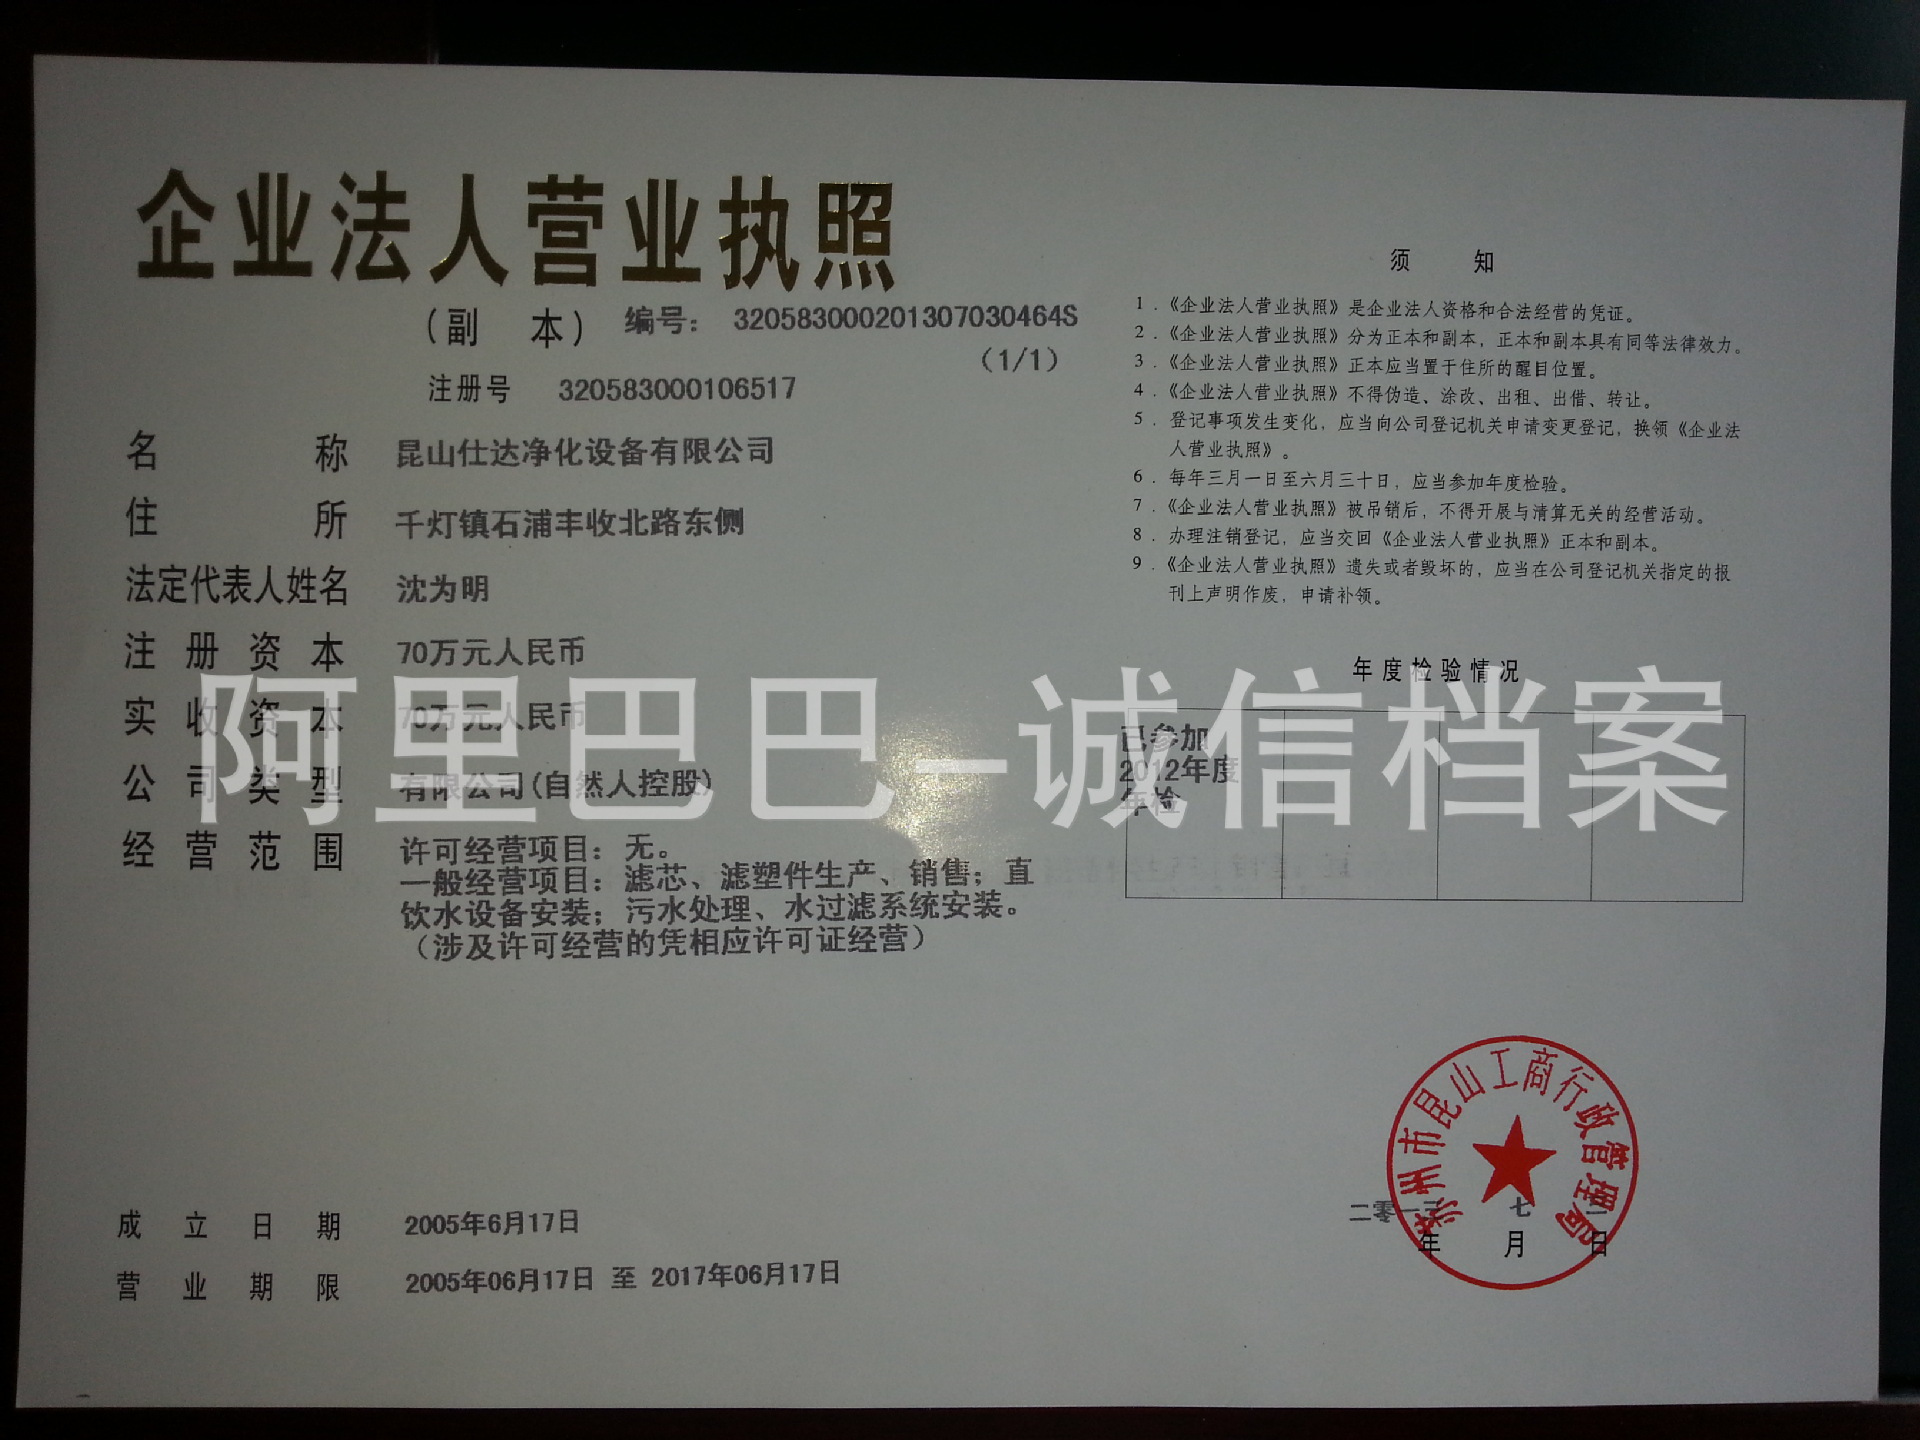 企业法人营业执照
(副 本) 编号: 320583000201307030464S
(1/1)
注册号 320583000106517
名 称 昆山仕达净化设备有限公司
住 所 千灯镇石浦丰收北路东侧
法定代表人姓名 沈为明
注册资本 70万元人民币
实收资本 70万元人民币
公司类型 有限公司(自然人控股)
经营范围 许可经营项目：无。
一般经营项目：滤芯、滤塑件生产、销售；直
饮水设备安装；污水处理、水过滤系统安装。
（涉及许可经营的凭相应许可证经营）
成立日期 2005年6月17日
营业期限 2005年06月17日 至 2017年06月17日
须 知
1．《企业法人营业执照》是企业法人资格和合法经营的凭证。
2．《企业法人营业执照》分为正本和副本，正本和副本具有同等法律效力。
3．《企业法人营业执照》正本应当置于住所的醒目位置。
4．《企业法人营业执照》不得伪造、涂改、出租、出借、转让。
5．登记事项发生变化，应当向公司登记机关申请变更登记，换领《企业法
人营业执照》。
6．每年三月一日至六月三十日，应当参加年度检验。
7．《企业法人营业执照》被吊销后，不得开展与清算无关的经营活动。
8．办理注销登记，应当交回《企业法人营业执照》正本和副本。
9．《企业法人营业执照》遗失或者毁坏的，应当在公司登记机关指定的报
刊上声明作废，申请补领。
年度检验情况
已参加
2012年度
年检
苏州市昆山工商行政管理局
二零一三 七
年 月 日
阿里巴巴–诚信档案